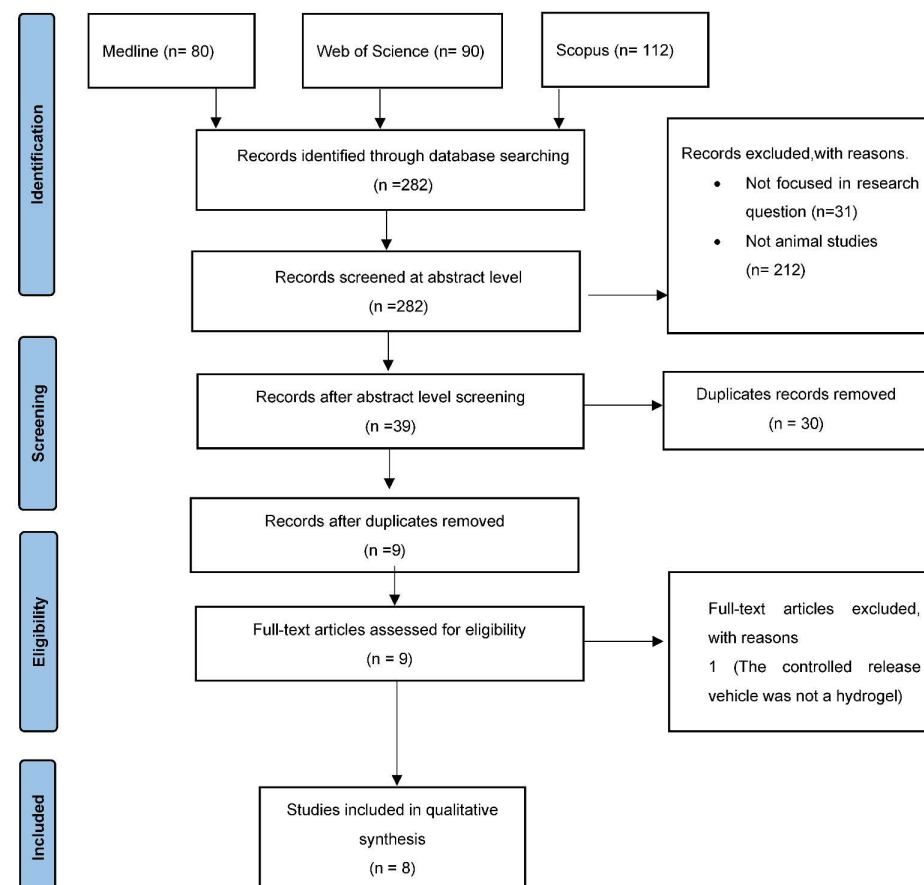 Medline (n= 80)
Web of Science (n= 90)
Scopus (n= 112)
Identification
Records identified through database searching
(n =282)
Records excluded,with reasons.
• Not focused in research
question (n=31)
• Not animal studies
(n= 212)
Records screened at abstract level
(n =282)
Screening
Records after abstract level screening
(n =39)
Duplicates records removed
(n = 30)
Records after duplicates removed
(n =9)
Eligibility
Full-text articles assessed for eligibility
(n = 9)
Full-text articles excluded,
with reasons
1 (The controlled release
vehicle was not a hydrogel)
Included
Studies included in qualitative
synthesis
(n = 8)